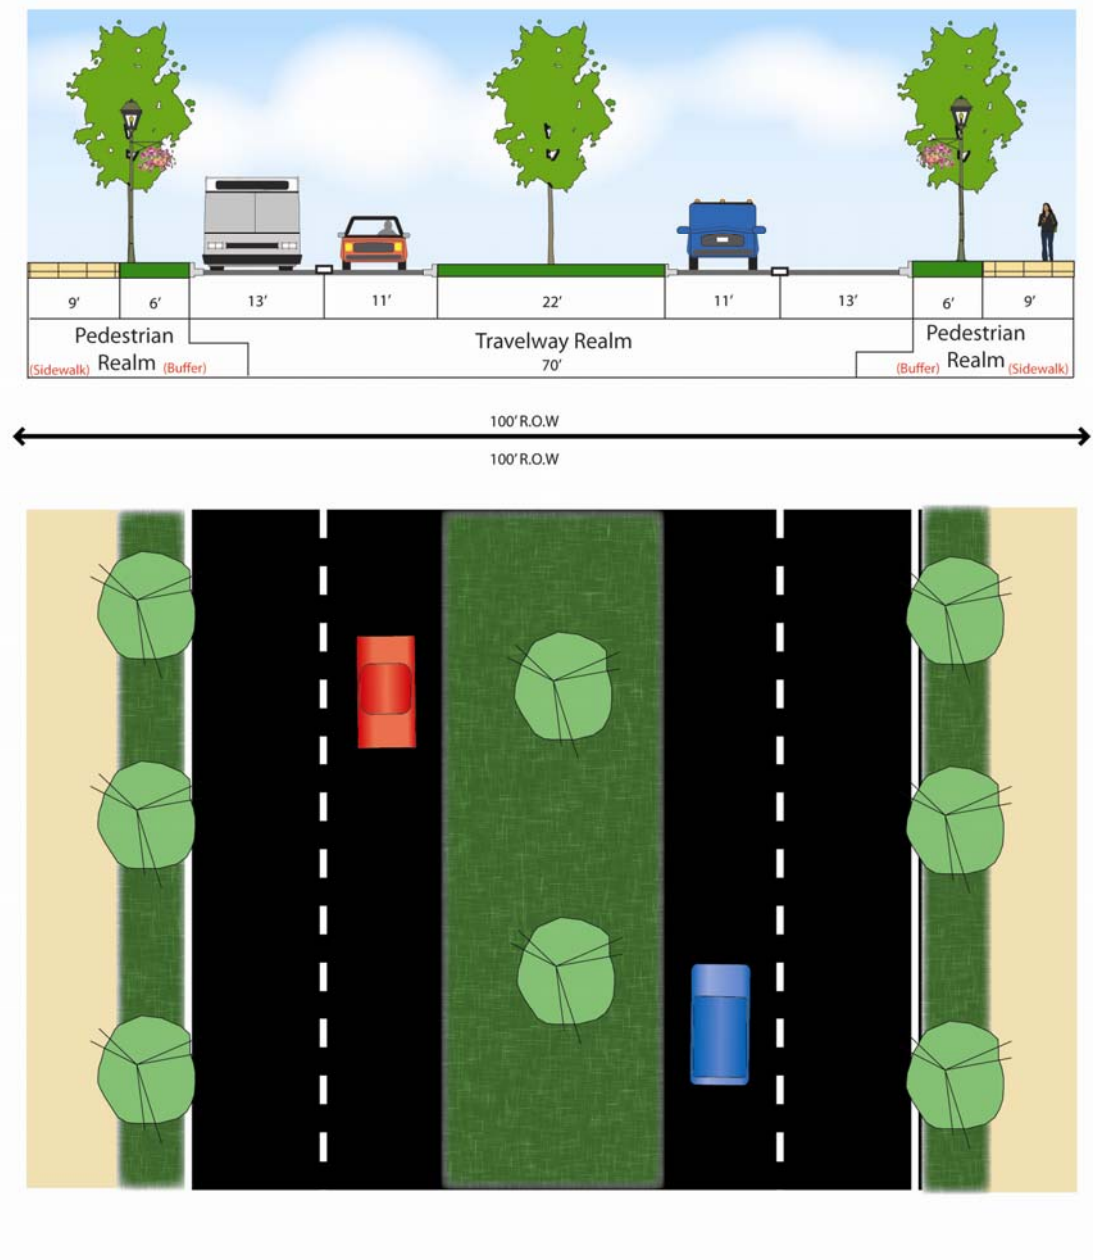 9' 6' 13' 11' 22' 11' 13' 6' 9'
Pedestrian Realm
(Sidewalk) (Buffer)
Travelway Realm
70'
Pedestrian Realm
(Buffer) (Sidewalk)
100' R.O.W
100' R.O.W